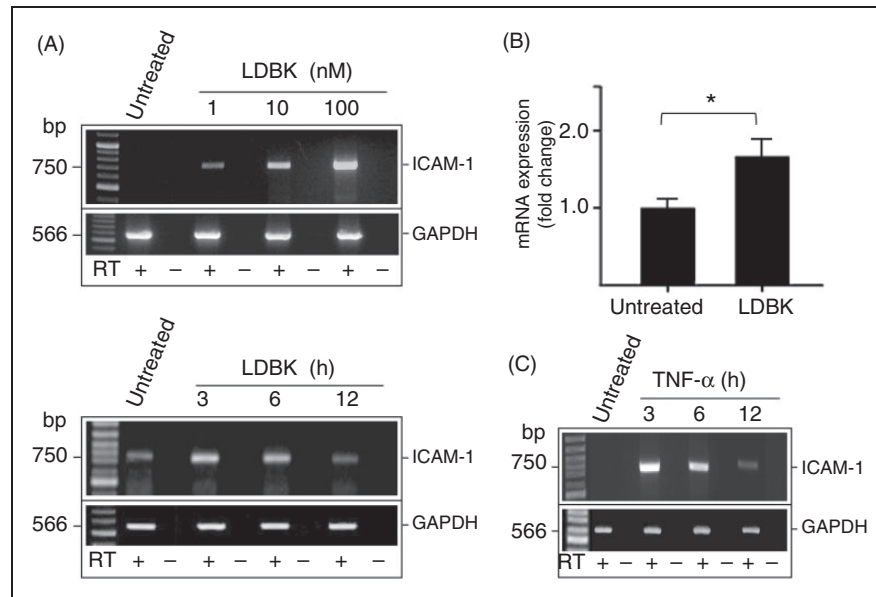 (A)
Untreated
LDBK (nM)
1 10 100
bp
750
ICAM-1
566
GAPDH
RT + – + – + – + –
Untreated
LDBK (h)
3 6 12
bp
750
ICAM-1
566
GAPDH
RT + – + – + – + –
(B)
mRNA expression
(fold change)
2.0
1.0
*
Untreated LDBK
(C)
Untreated
TNF-α (h)
3 6 12
bp
750
ICAM-1
566
GAPDH
RT + – + – + – + –